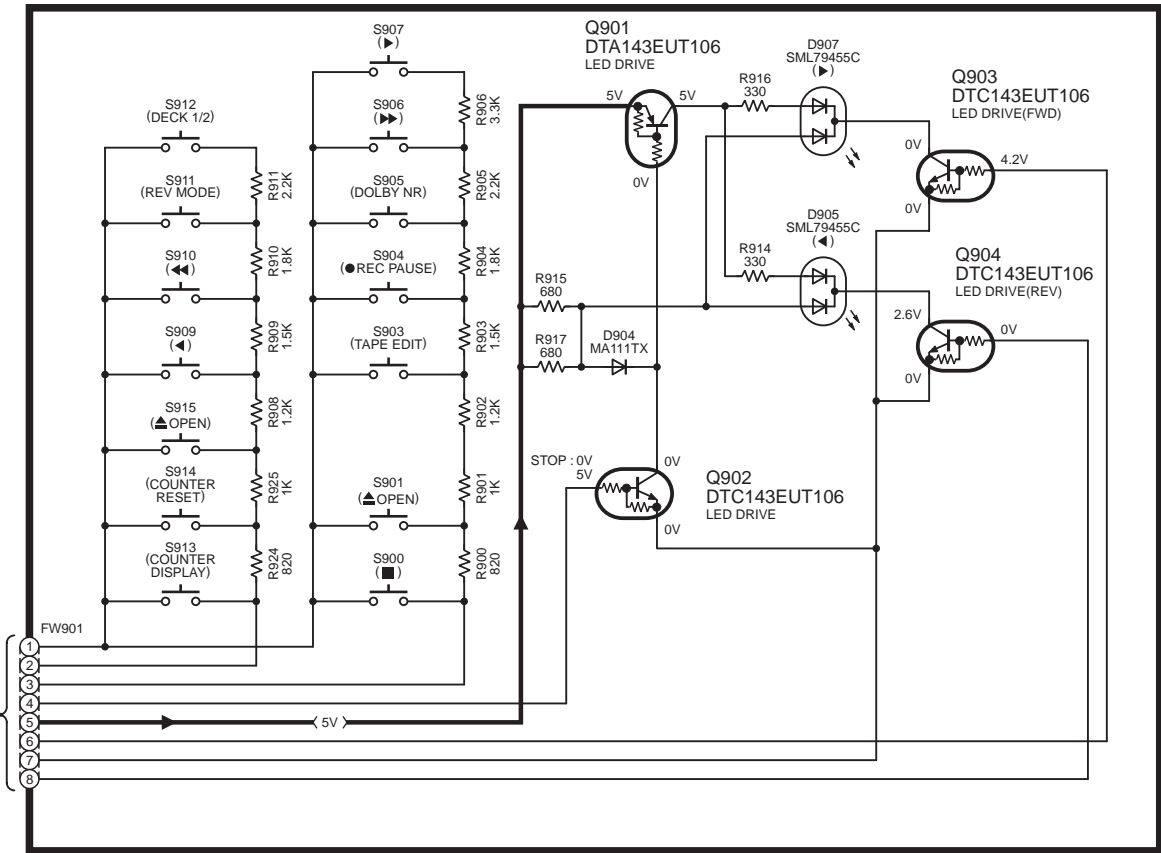 S907
(▶)
S906
(▶▶)
S905
(DOLBY NR)
S904
(●REC PAUSE)
S903
(TAPE EDIT)
S901
(⏏OPEN)
S900
(■)
R906
3.3K
R905
2.2K
R904
1.8K
R903
1.5K
R902
1.2K
R901
1K
R900
820
S912
(DECK 1/2)
S911
(REV MODE)
S910
(◀◀)
S909
(◀)
S915
(⏏OPEN)
S914
(COUNTER
RESET)
S913
(COUNTER
DISPLAY)
R911
2.2K
R910
1.8K
R909
1.5K
R908
1.2K
R925
1K
R924
820
Q901
DTA143EUT106
LED DRIVE
5V
5V
0V
R916
330
D907
SML79455C
(▶)
Q903
DTC143EUT106
LED DRIVE(FWD)
0V
4.2V
0V
R914
330
D905
SML79455C
(◀)
Q904
DTC143EUT106
LED DRIVE(REV)
2.6V
0V
0V
R915
680
R917
680
D904
MA111TX
STOP : 0V
5V
0V
0V
Q902
DTC143EUT106
LED DRIVE
FW901
1
2
3
4
5
5V
6
7
8